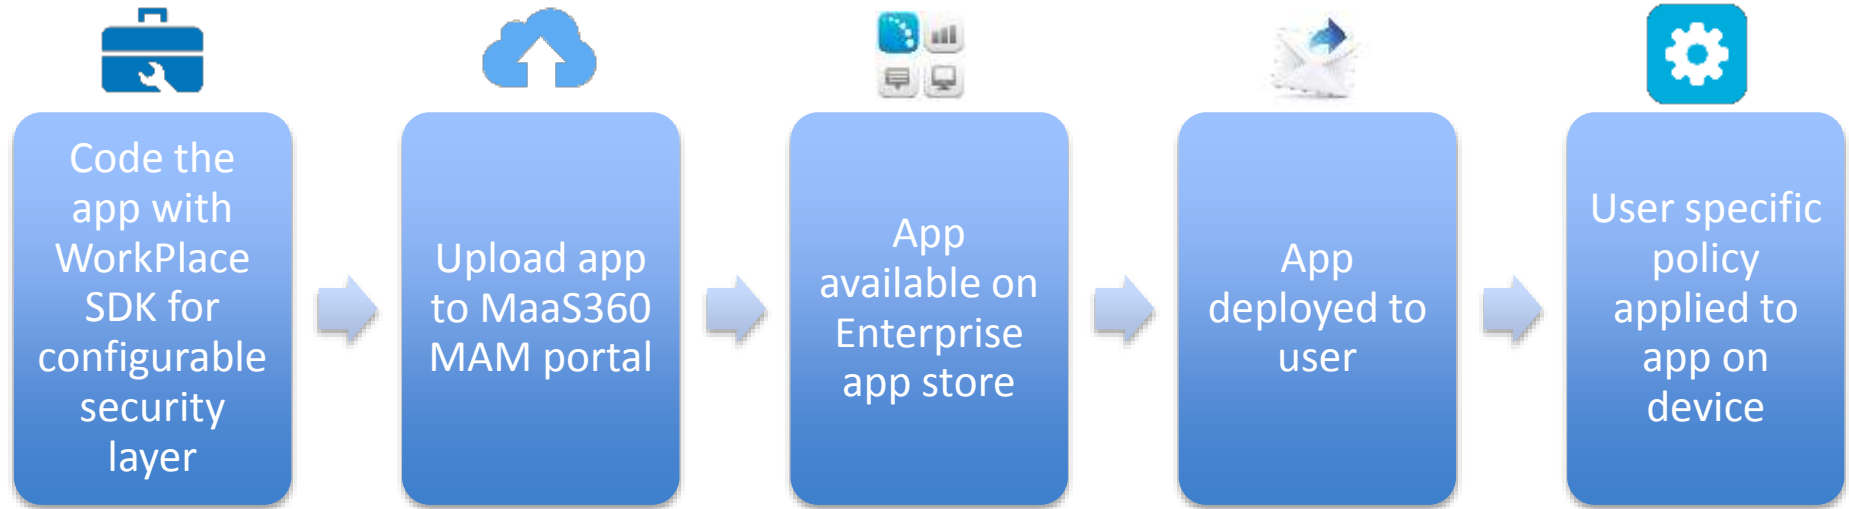 Code the
app with
WorkPlace
SDK for
configurable
security
layer
Upload app
to MaaS360
MAM portal
App
available on
Enterprise
app store
App
deployed to
user
User specific
policy
applied to
app on
device